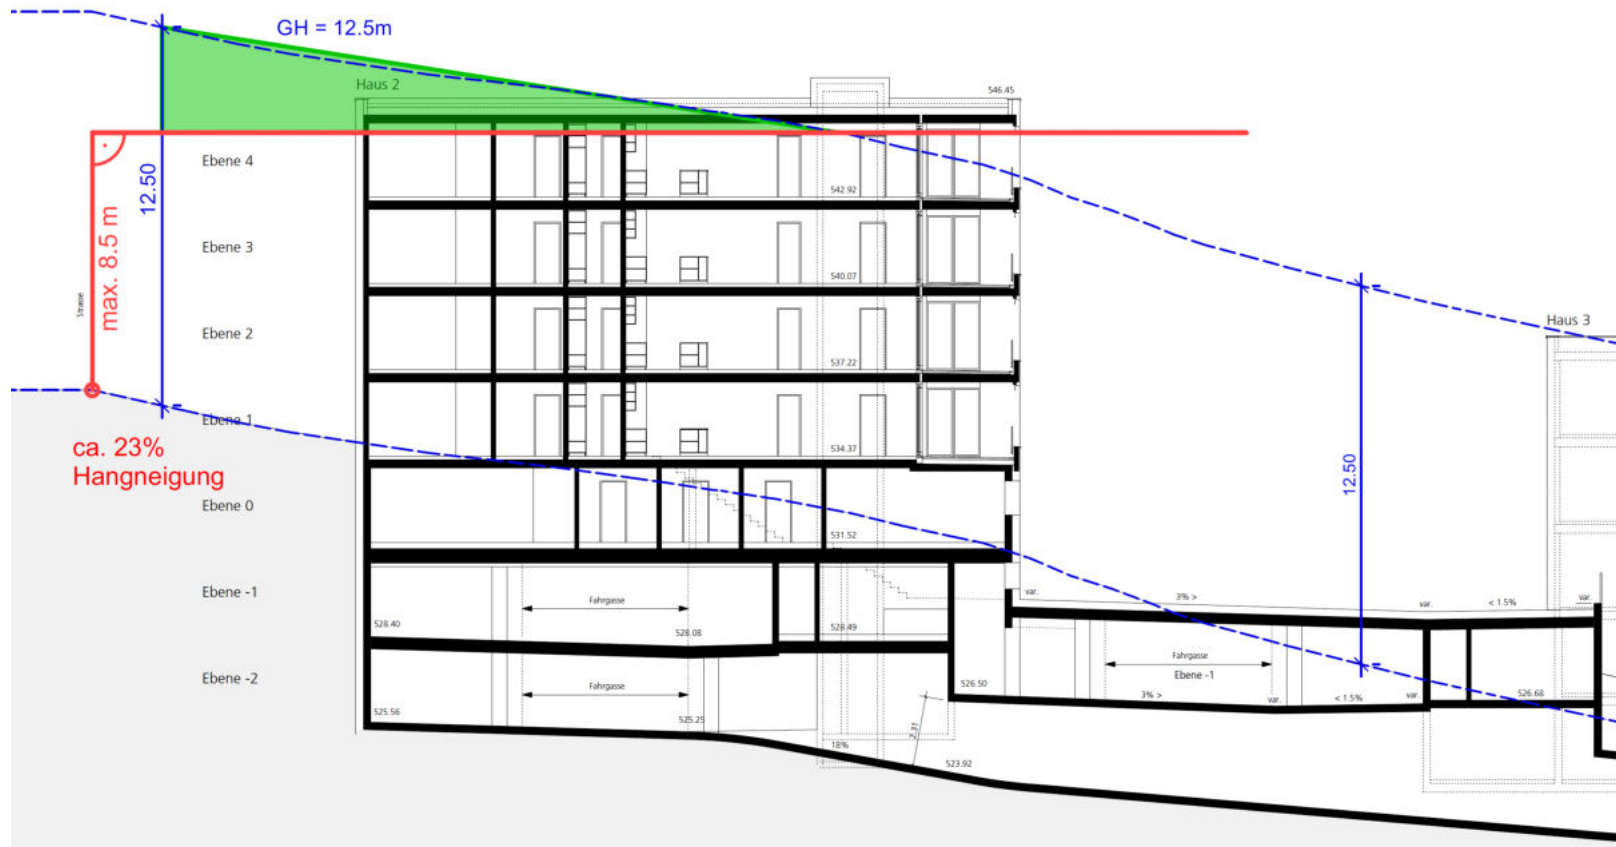 GH = 12.5m
Haus 2
546.45
Ebene 4
12.50
max. 8.5 m
Strasse
542.92
Ebene 3
540.07
Ebene 2
537.22
Haus 3
Ebene 1
534.37
ca. 23%
Hangneigung
12.50
Ebene 0
531.52
Ebene -1
Fahrgasse
var.
3% >
var.
< 1.5%
var.
528.40
528.08
528.49
Fahrgasse
Ebene -1
Ebene -2
Fahrgasse
526.50
3% >
var.
< 1.5%
var.
526.68
525.56
525.25
2.31
18%
523.92